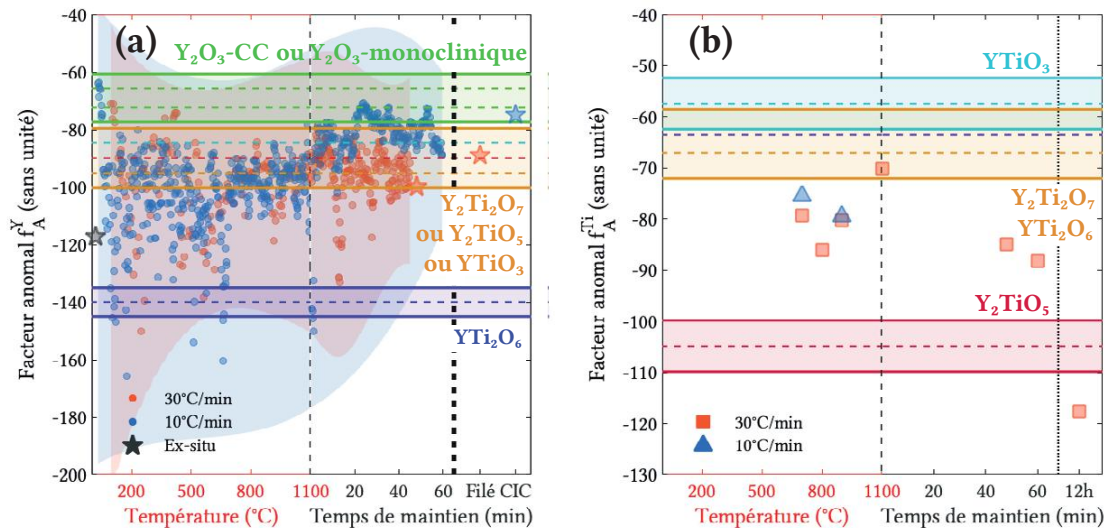 (a)
Facteur anomal f_A^Y (sans unité)
-40
-60
-80
-100
-120
-140
-160
-180
-200
Y₂O₃-CC ou Y₂O₃-monoclinique
Y₂Ti₂O₇
ou Y₂TiO₅
ou YTiO₃
YTi₂O₆
30°C/min
10°C/min
Ex-situ
200 500 800 1100 20 40 60 Filé CIC
Température (°C) Temps de maintien (min)
(b)
Facteur anomal f_A^Ti (sans unité)
-40
-50
-60
-70
-80
-90
-100
-110
-120
-130
YTiO₃
Y₂Ti₂O₇
YTi₂O₆
Y₂TiO₅
30°C/min
10°C/min
200 500 800 1100 20 40 60 12h
Température (°C) Temps de maintien (min)